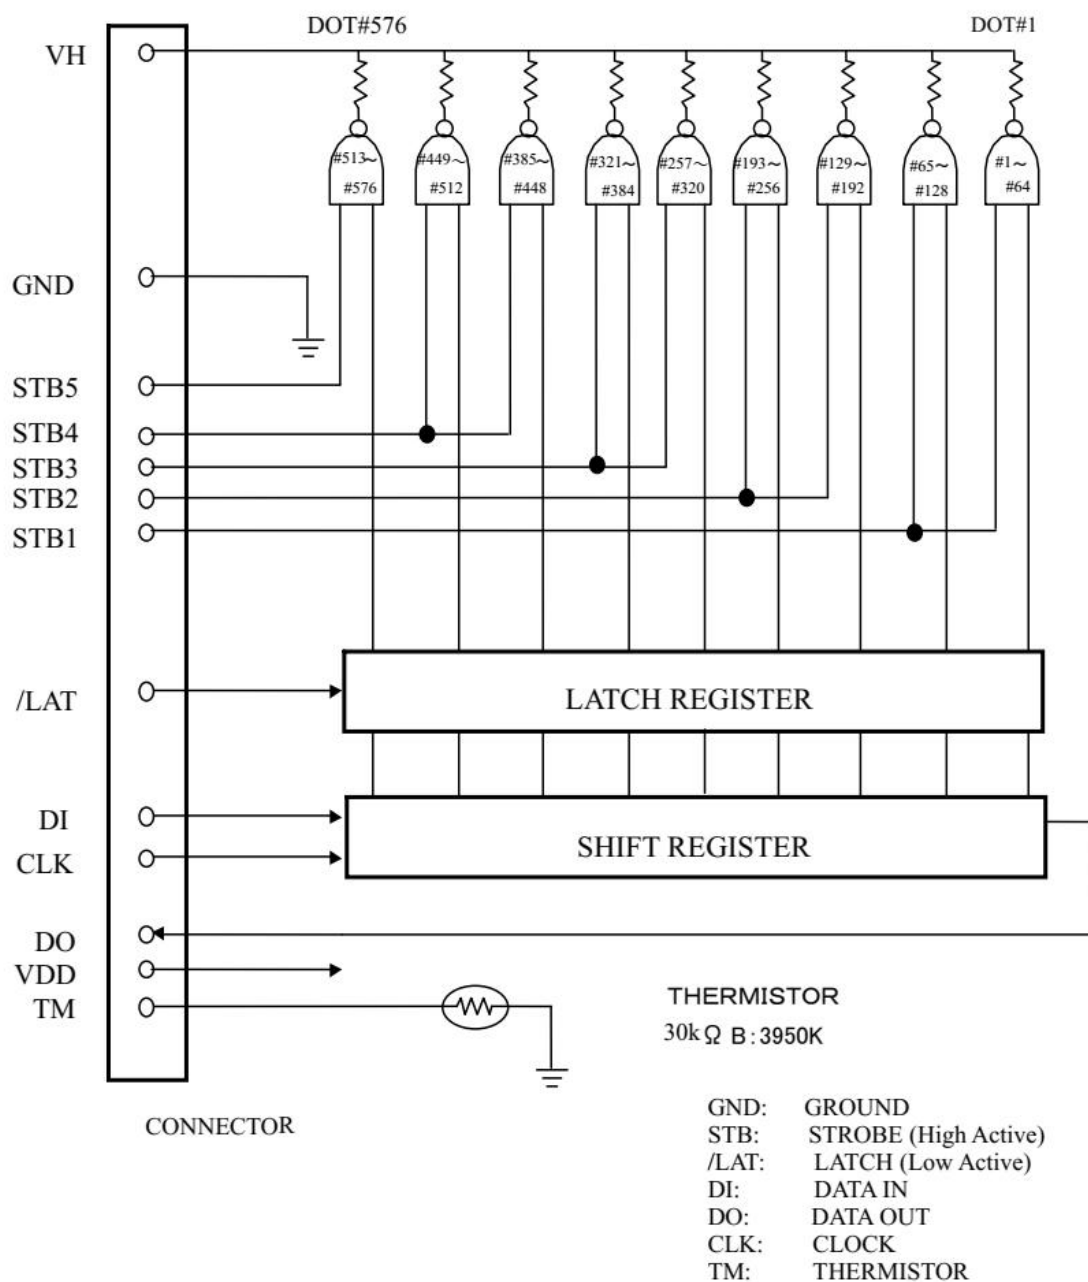 DOT#576
DOT#1
VH
#513~
#576
#449~
#512
#385~
#448
#321~
#384
#257~
#320
#193~
#256
#129~
#192
#65~
#128
#1~
#64
GND
STB5
STB4
STB3
STB2
STB1
/LAT
LATCH REGISTER
DI
SHIFT REGISTER
CLK
DO
VDD
TM
THERMISTOR
30kΩ B:3950K
CONNECTOR
GND: GROUND
STB: STROBE (High Active)
/LAT: LATCH (Low Active)
DI: DATA IN
DO: DATA OUT
CLK: CLOCK
TM: THERMISTOR